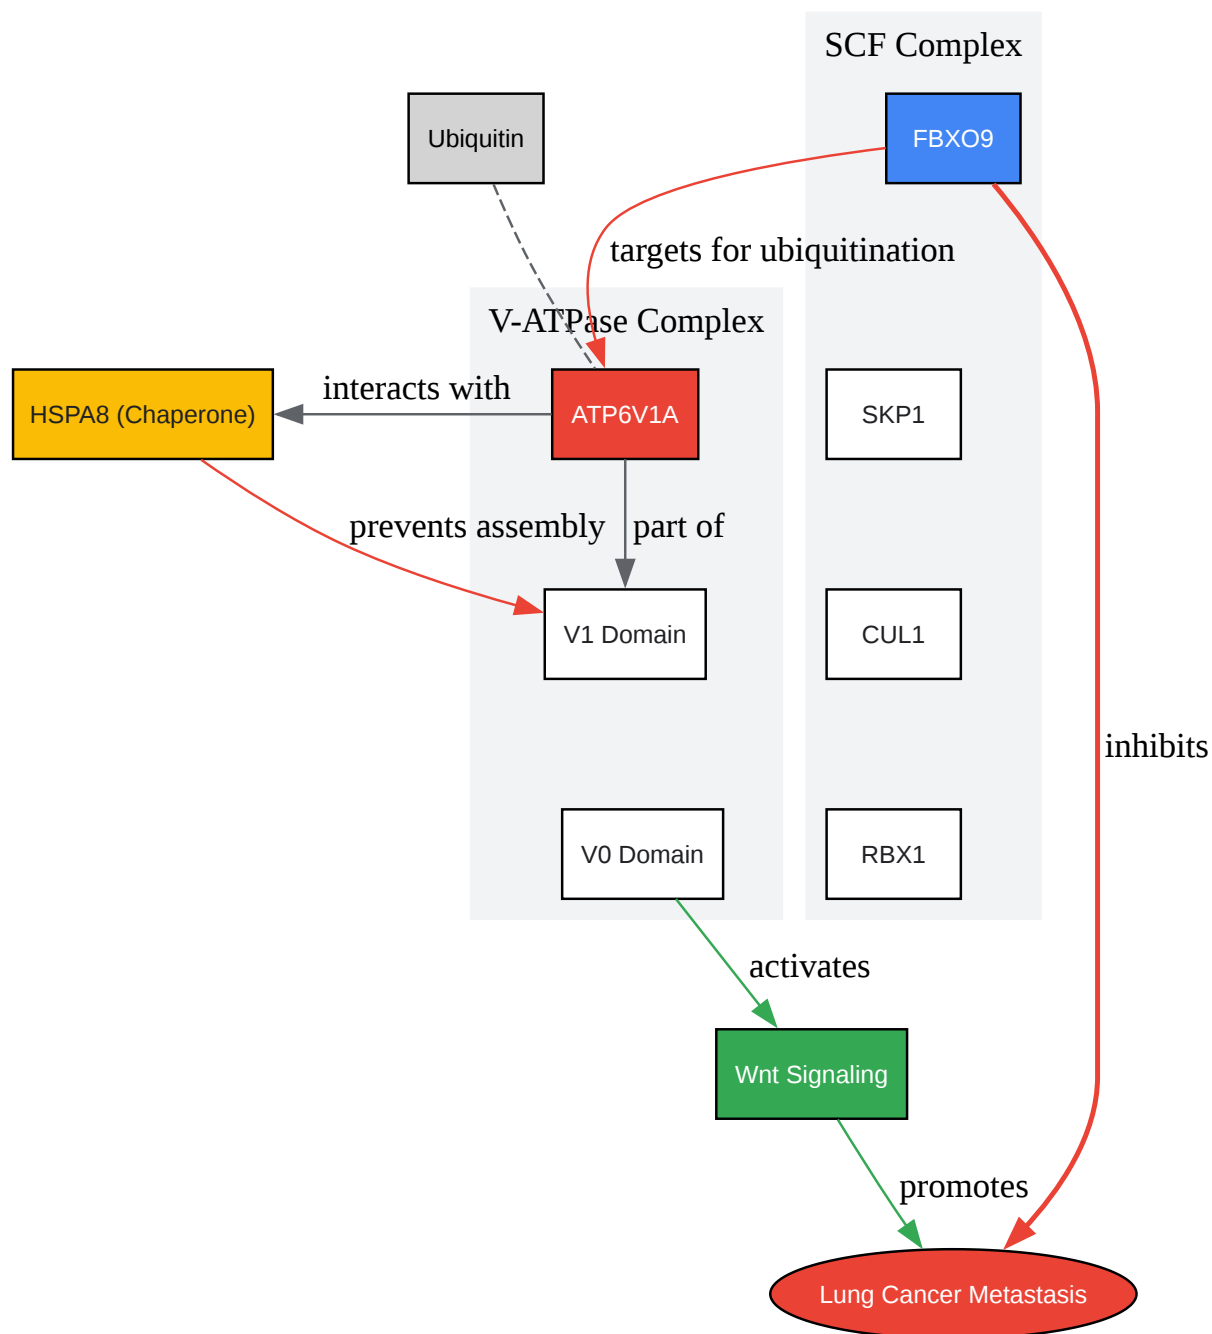 SCF Complex
Ubiquitin
FBXO9
targets for ubiquitination
V-ATPase Complex
HSPA8 (Chaperone)
interacts with
ATP6V1A
SKP1
prevents assembly
part of
V1 Domain
CUL1
inhibits
V0 Domain
RBX1
activates
Wnt Signaling
promotes
Lung Cancer Metastasis